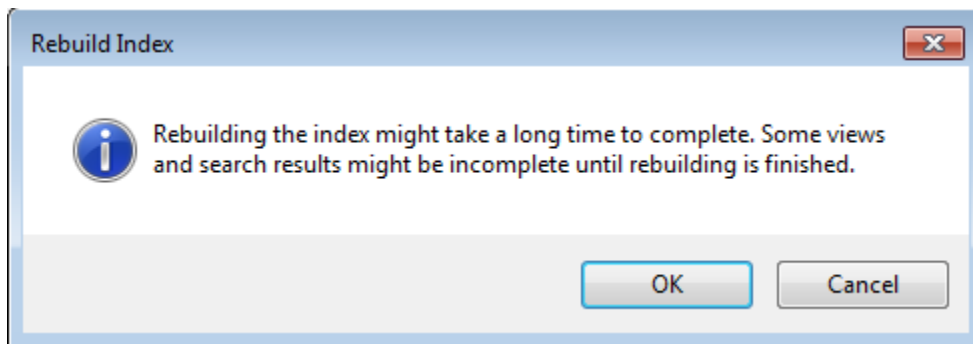 Rebuild Index
Rebuilding the index might take a long time to complete. Some views
and search results might be incomplete until rebuilding is finished.
OK
Cancel